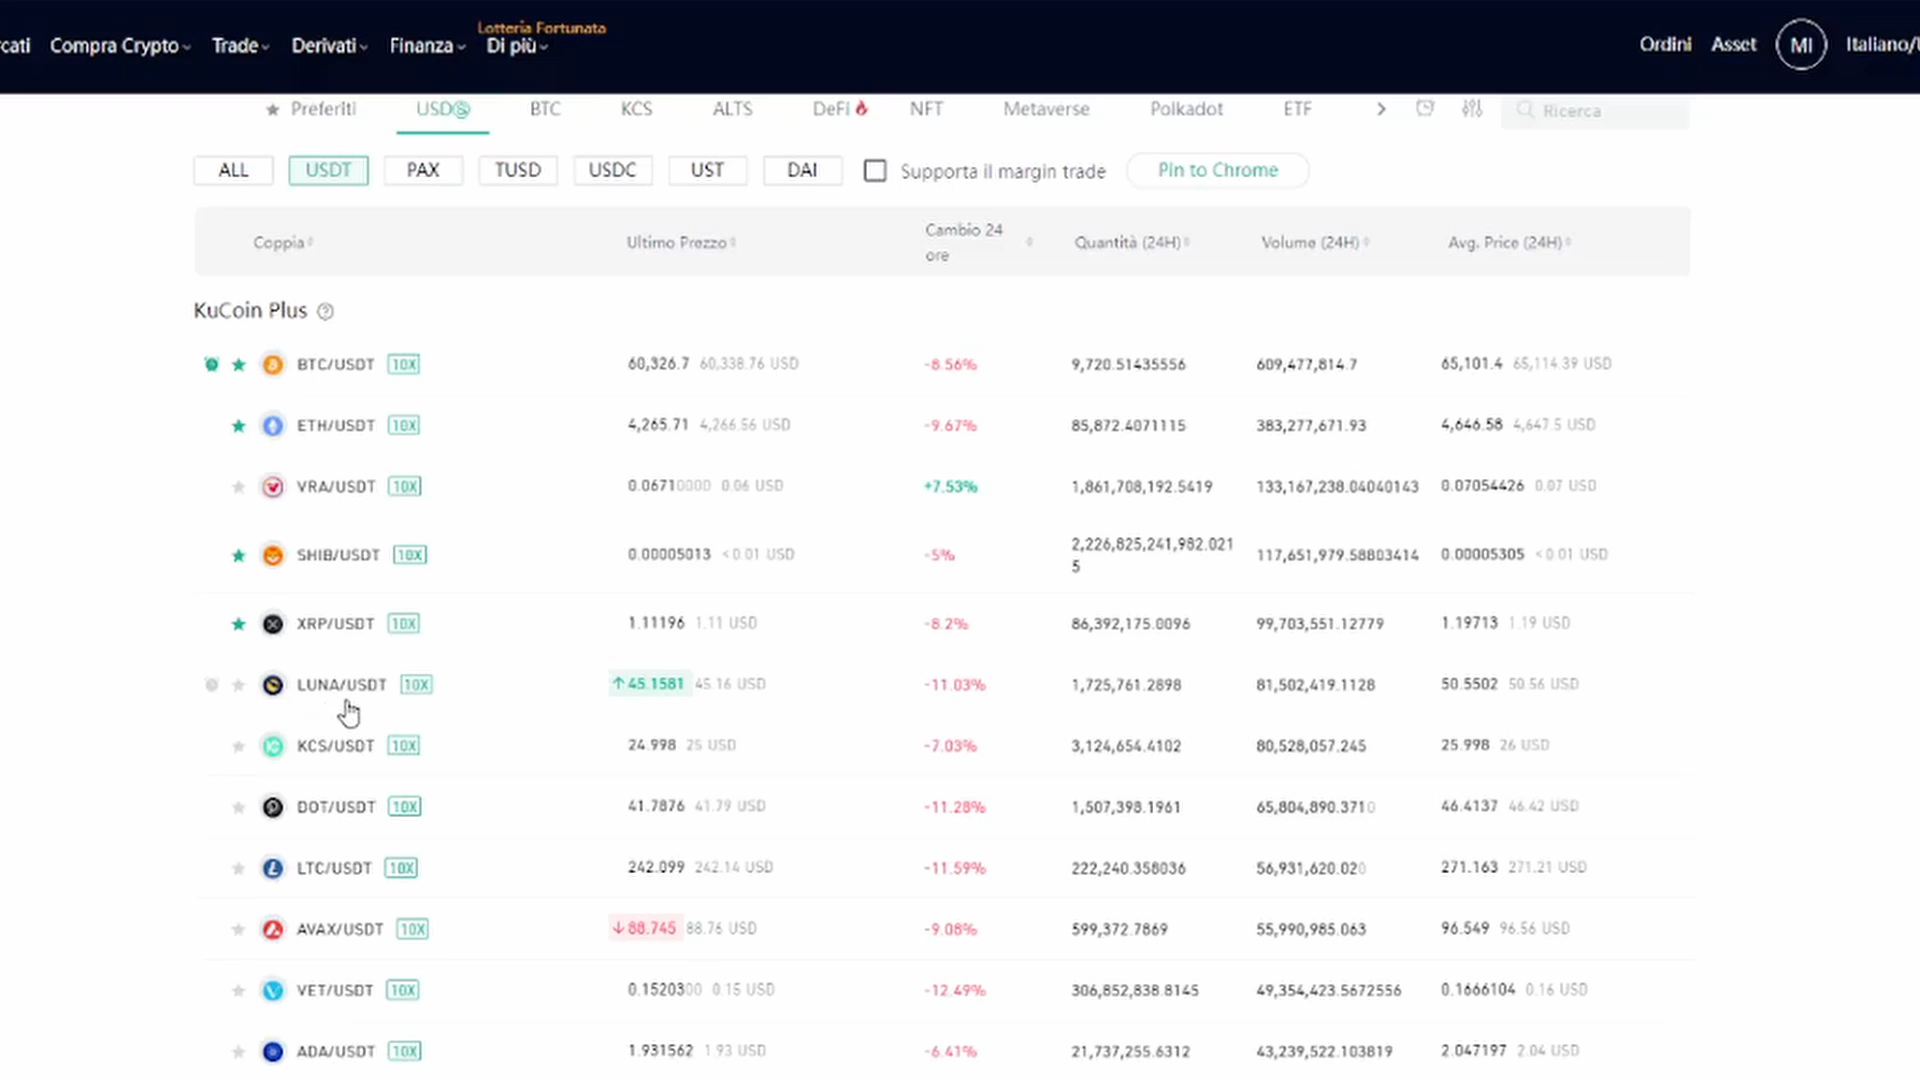 Lotteria Fortunata
rcati Compra Crypto Trade Derivati Finanza Di più Ordini Asset MI Italiano/
Preferiti USDⓈ BTC KCS ALTS DeFi NFT Metaverse Polkadot ETF Ricerca
ALL USDT PAX TUSD USDC UST DAI Supporta il margin trade Pin to Chrome
Coppia Ultimo Prezzo Cambio 24 ore Quantità (24H) Volume (24H) Avg. Price (24H)
KuCoin Plus
BTC/USDT 10X 60,326.7 60,338.76 USD -8.56% 9,720.51435556 609,477,814.7 65,101.4 65,114.39 USD
ETH/USDT 10X 4,265.71 4,266.56 USD -9.67% 85,872.4071115 383,277,671.93 4,646.58 4,647.5 USD
VRA/USDT 10X 0.06710000 0.06 USD +7.53% 1,861,708,192.5419 133,167,238.04040143 0.07054426 0.07 USD
SHIB/USDT 10X 0.00005013 <0.01 USD -5% 2,226,825,241,982.0215 117,651,979.58803414 0.00005305 <0.01 USD
XRP/USDT 10X 1.11196 1.11 USD -8.2% 86,392,175.0096 99,703,551.12779 1.19713 1.19 USD
LUNA/USDT 10X ↑45.1581 45.16 USD -11.03% 1,725,761.2898 81,502,419.1128 50.5502 50.56 USD
KCS/USDT 10X 24.998 25 USD -7.03% 3,124,654.4102 80,528,057.245 25.998 26 USD
DOT/USDT 10X 41.7876 41.79 USD -11.28% 1,507,398.1961 65,804,890.3710 46.4137 46.42 USD
LTC/USDT 10X 242.099 242.14 USD -11.59% 222,240.358036 56,931,620.020 271.163 271.21 USD
AVAX/USDT 10X ↓88.745 88.76 USD -9.08% 599,372.7869 55,990,985.063 96.549 96.56 USD
VET/USDT 10X 0.1520300 0.15 USD -12.49% 306,852,838.8145 49,354,423.5672556 0.1666104 0.16 USD
ADA/USDT 10X 1.931562 1.93 USD -6.41% 21,737,255.6312 43,239,522.103819 2.047197 2.04 USD